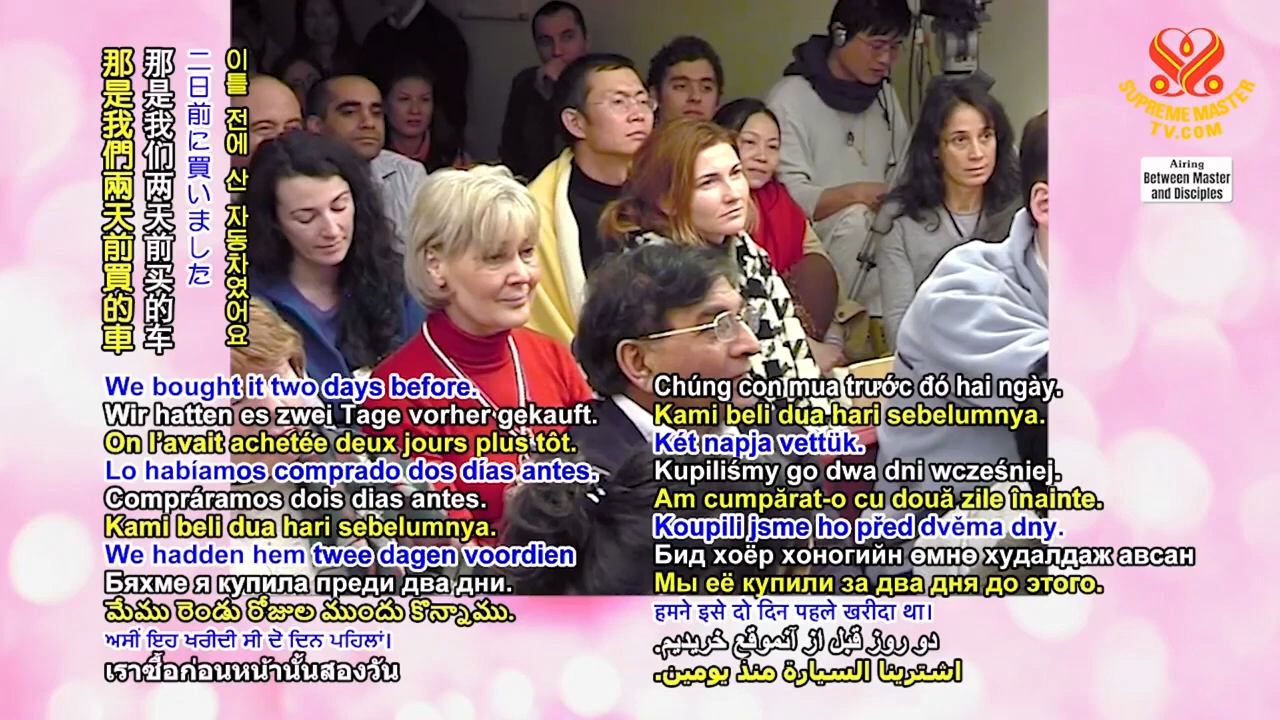 那是我們兩天前買的車
那是我们两天前买的车
二日前に買いました
이틀 전에 산 자동차였어요
SUPREME MASTER
TV.COM
Airing
Between Master
and Disciples
We bought it two days before.
Wir hatten es zwei Tage vorher gekauft.
On l'avait achetée deux jours plus tôt.
Lo habíamos comprado dos días antes.
Compráramos dois dias antes.
Kami beli dua hari sebelumnya.
We hadden hem twee dagen voordien
Бяхме я купила преди два дни.
మేము రెండు రోజుల ముందు కొన్నాము.
ਅਸੀਂ ਇਹ ਖਰੀਦੀ ਸੀ ਦੋ ਦਿਨ ਪਹਿਲਾਂ।
เราซื้อก่อนหน้านั้นสองวัน
Chúng con mua trước đó hai ngày.
Kami beli dua hari sebelumnya.
Két napja vettük.
Kupiliśmy go dwa dni wcześniej.
Am cumpărat-o cu două zile înainte.
Koupili jsme ho před dvěma dny.
Бид хоёр хоногийн өмнө худалдаж авсан
Мы её купили за два дня до этого.
हमने इसे दो दिन पहले खरीदा था।
دو روز قبل از آنموقع خریدیم.
اشترينا السيارة منذ يومين.